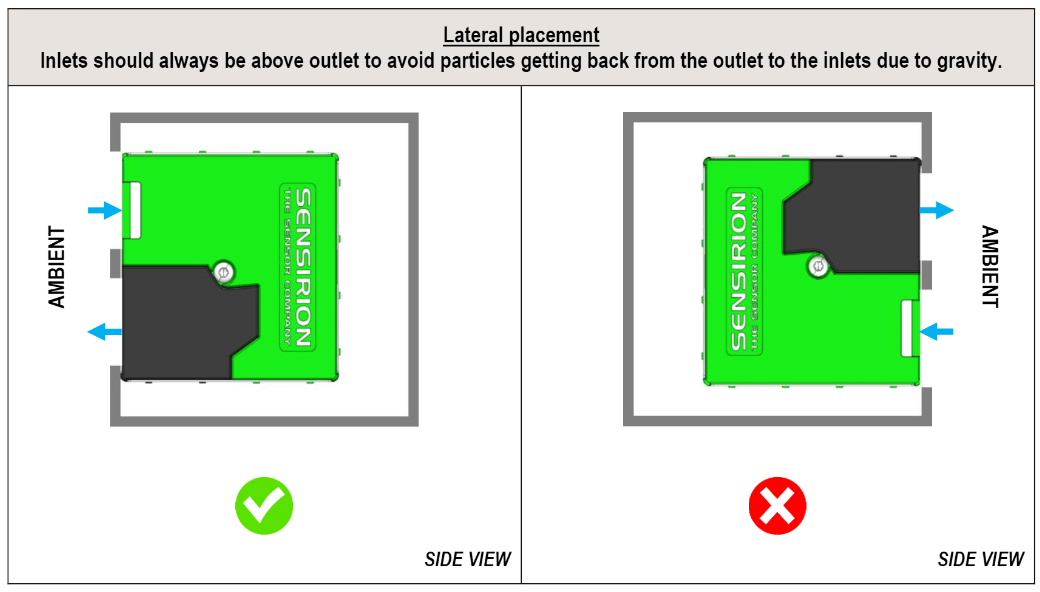 Lateral placement
Inlets should always be above outlet to avoid particles getting back from the outlet to the inlets due to gravity.
AMBIENT
SENSIRION
THE SENSOR COMPANY
SIDE VIEW
SENSIRION
THE SENSOR COMPANY
AMBIENT
SIDE VIEW